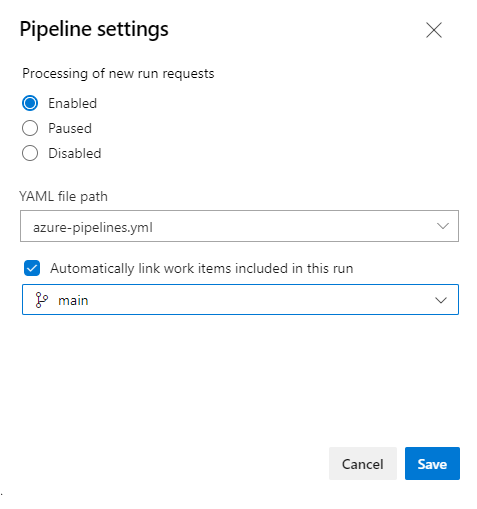 Pipeline settings
Processing of new run requests
Enabled
Paused
Disabled
YAML file path
azure-pipelines.yml
Automatically link work items included in this run
main
Cancel
Save
.